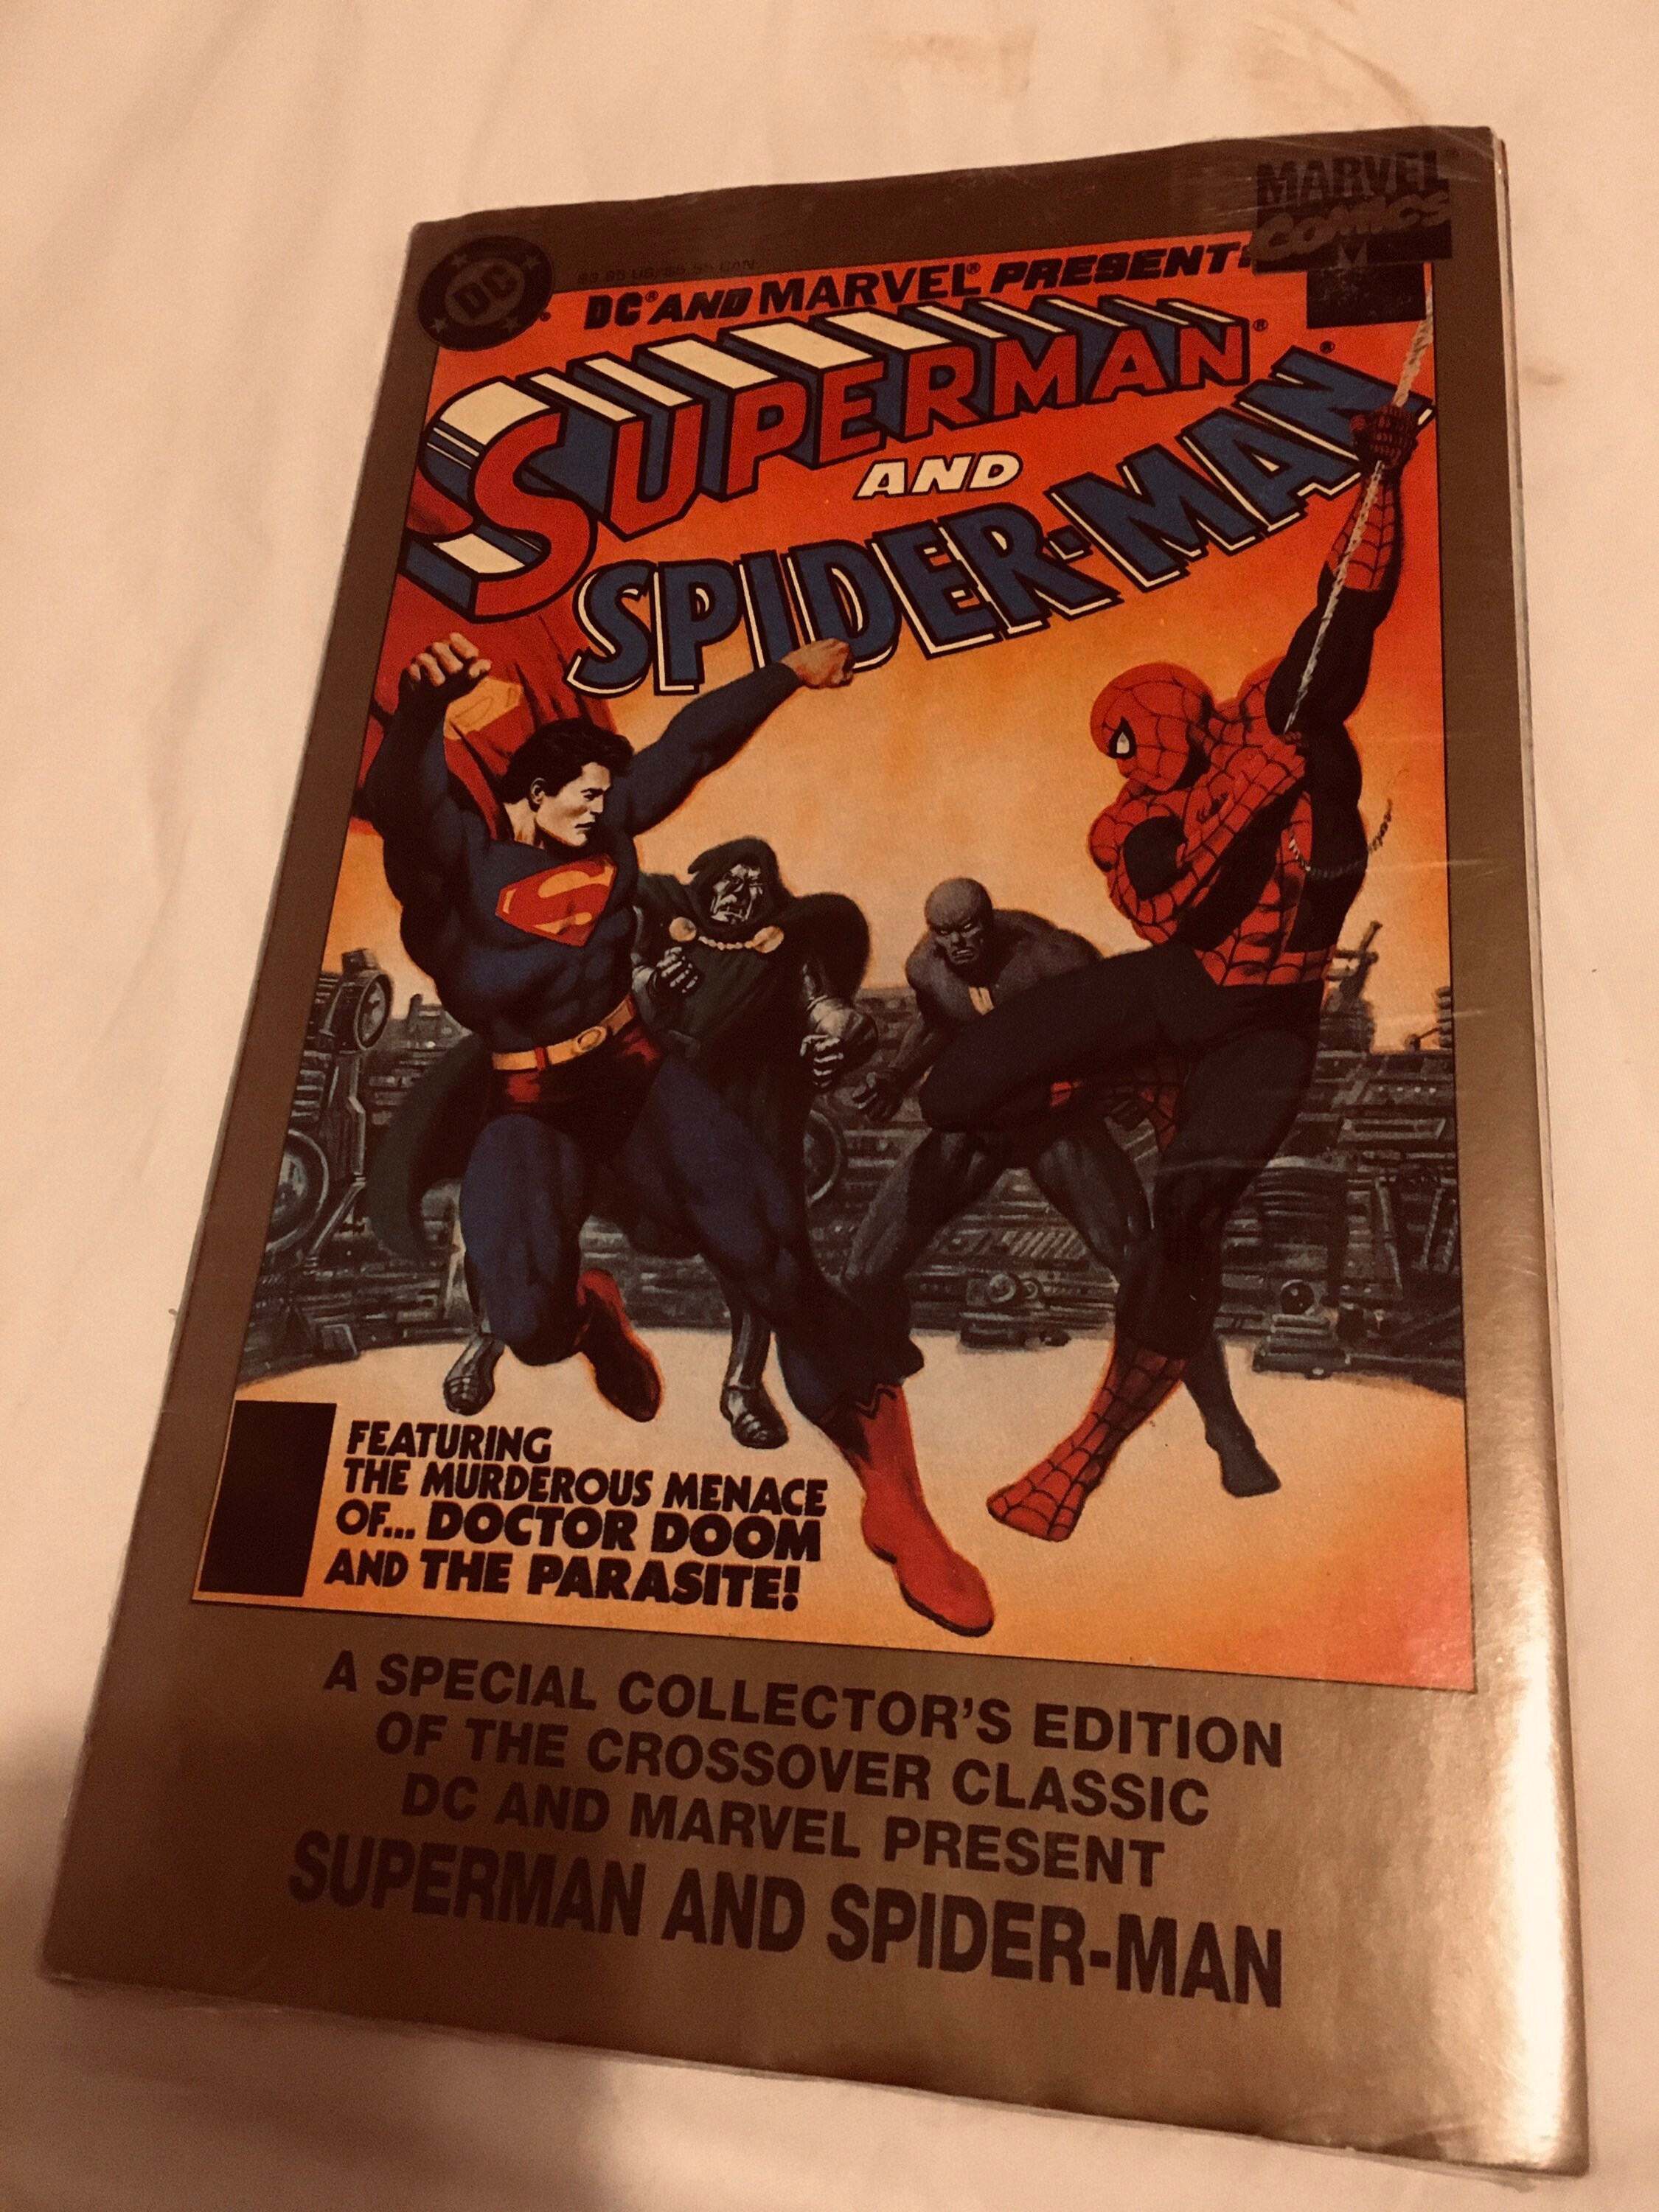 DC
MARVEL
COMICS
DC® AND MARVEL® PRESENT:
SUPERMAN®
AND
SPIDER-MAN®
FEATURING
THE MURDEROUS MENACE
OF... DOCTOR DOOM
AND THE PARASITE!
A SPECIAL COLLECTOR'S EDITION
OF THE CROSSOVER CLASSIC
DC AND MARVEL PRESENT
SUPERMAN AND SPIDER-MAN